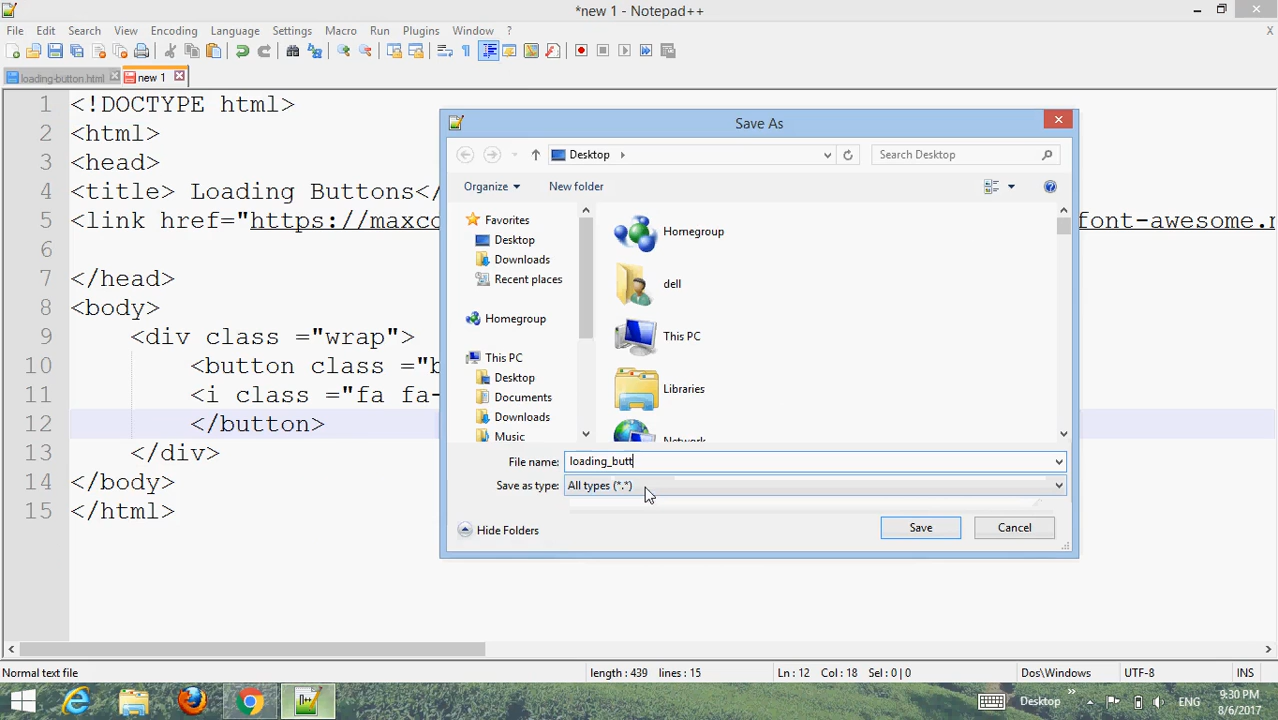 *new 1 - Notepad++
File Edit Search View Encoding Language Settings Macro Run Plugins Window ?
X
loading-button.html new 1
1 <!DOCTYPE html>
2 <html>
3 <head>
4 <title> Loading Buttons</
5 <link href="https://maxco font-awesome.n
6
7 </head>
8 <body>
9 <div class ="wrap">
10 <button class ="b
11 <i class ="fa fa-
12 </button>
13 </div>
14 </body>
15 </html>
Save As
Desktop
Search Desktop
Organize New folder
Favorites
Desktop
Downloads
Recent places
Homegroup
This PC
Desktop
Documents
Downloads
Music
Homegroup
dell
This PC
Libraries
Network
File name: loading_butt
Save as type: All types (*.*)
Hide Folders Save Cancel
Normal text file length : 439 lines : 15 Ln : 12 Col : 18 Sel : 0 | 0 Dos\Windows UTF-8 INS
Desktop ENG 9:30 PM
8/6/2017